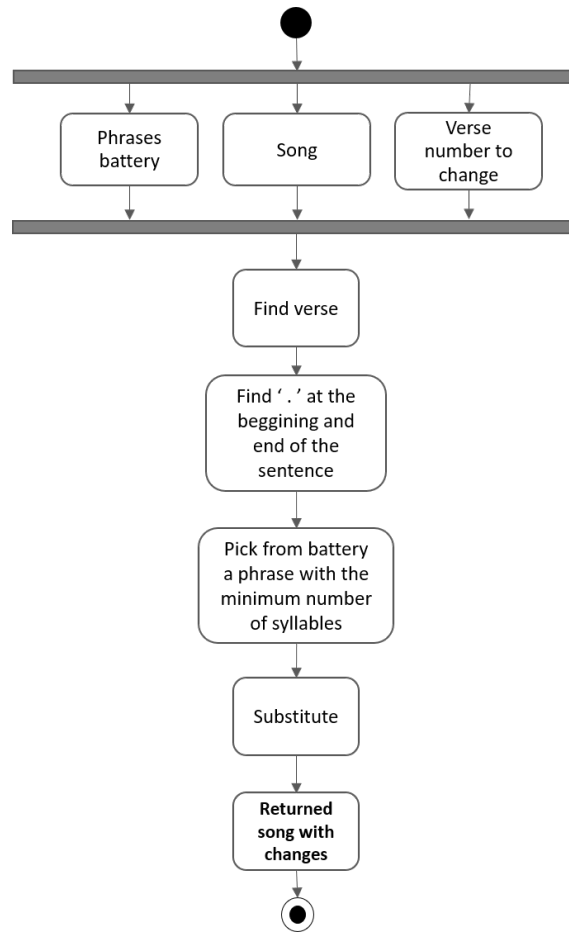 Phrases
battery
Song
Verse
number to
change
Find verse
Find ‘ . ’ at the
beggining and
end of the
sentence
Pick from battery
a phrase with the
minimum number
of syllables
Substitute
Returned
song with
changes